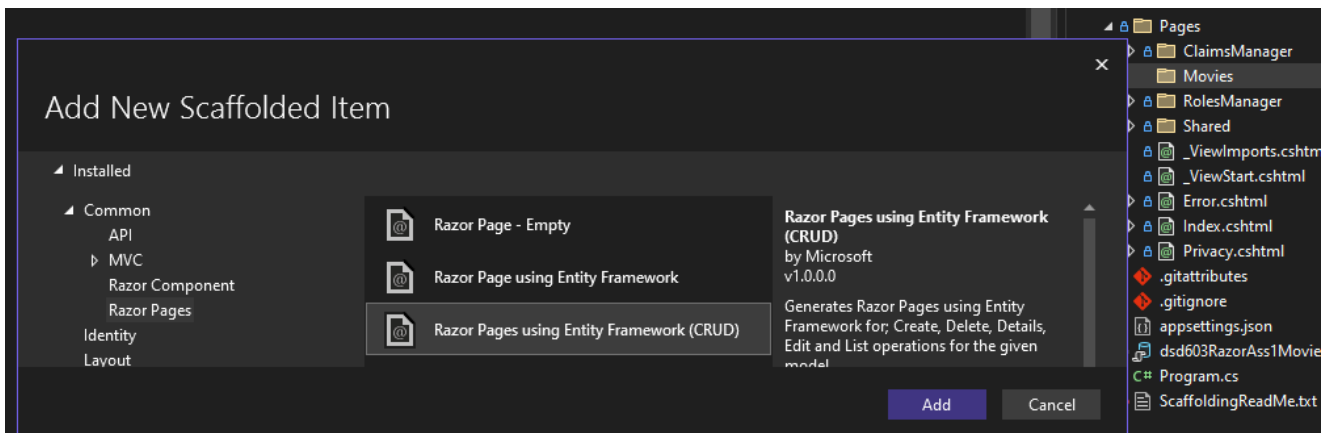 Add New Scaffolded Item
Installed
Common
API
MVC
Razor Component
Razor Pages
Identity
Layout
Razor Page - Empty
Razor Page using Entity Framework
Razor Pages using Entity Framework (CRUD)
Razor Pages using Entity Framework
(CRUD)
by Microsoft
v1.0.0.0
Generates Razor Pages using Entity
Framework for; Create, Delete, Details,
Edit and List operations for the given
model
Add
Cancel
Pages
ClaimsManager
Movies
RolesManager
Shared
_ViewImports.cshtm
_ViewStart.cshtml
Error.cshtml
Index.cshtml
Privacy.cshtml
.gitattributes
.gitignore
appsettings.json
dsd603RazorAss1Movie
C# Program.cs
ScaffoldingReadMe.txt